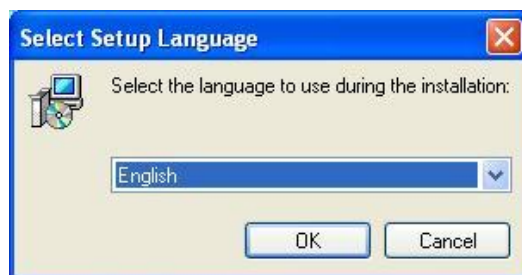 Select Setup Language
Select the language to use during the installation:
English
OK
Cancel